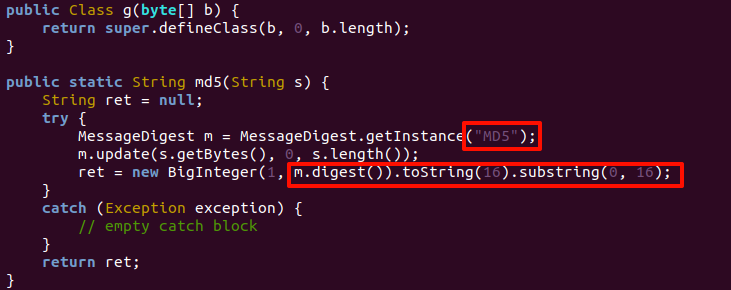 public Class g(byte[] b) {
    return super.defineClass(b, 0, b.length);
}
public static String md5(String s) {
    String ret = null;
    try {
        MessageDigest m = MessageDigest.getInstance("MD5");
        m.update(s.getBytes(), 0, s.length());
        ret = new BigInteger(1, m.digest()).toString(16).substring(0, 16);
    }
    catch (Exception exception) {
        // empty catch block
    }
    return ret;
}